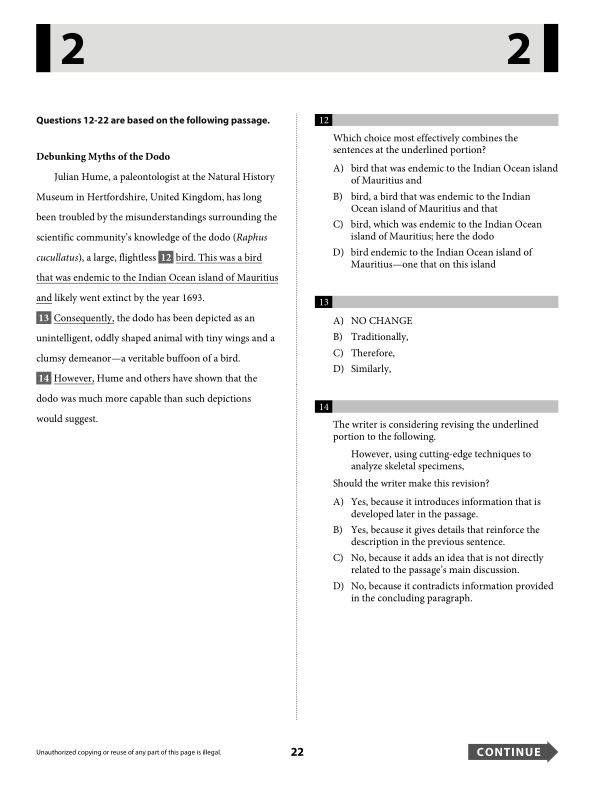 2
2
Questions 12-22 are based on the following passage.
Debunking Myths of the Dodo
Julian Hume, a paleontologist at the Natural History
Museum in Hertfordshire, United Kingdom, has long
been troubled by the misunderstandings surrounding the
scientific community’s knowledge of the dodo (Raphus
cucullatus), a large, flightless 12 bird. This was a bird
that was endemic to the Indian Ocean island of Mauritius
and likely went extinct by the year 1693.
13 Consequently, the dodo has been depicted as an
unintelligent, oddly shaped animal with tiny wings and a
clumsy demeanor—a veritable buffoon of a bird.
14 However, Hume and others have shown that the
dodo was much more capable than such depictions
would suggest.
12
Which choice most effectively combines the
sentences at the underlined portion?
A) bird that was endemic to the Indian Ocean island
of Mauritius and
B) bird, a bird that was endemic to the Indian
Ocean island of Mauritius and that
C) bird, which was endemic to the Indian Ocean
island of Mauritius; here the dodo
D) bird endemic to the Indian Ocean island of
Mauritius—one that on this island
13
A) NO CHANGE
B) Traditionally,
C) Therefore,
D) Similarly,
14
The writer is considering revising the underlined
portion to the following.
However, using cutting-edge techniques to
analyze skeletal specimens,
Should the writer make this revision?
A) Yes, because it introduces information that is
developed later in the passage.
B) Yes, because it gives details that reinforce the
description in the previous sentence.
C) No, because it adds an idea that is not directly
related to the passage’s main discussion.
D) No, because it contradicts information provided
in the concluding paragraph.
Unauthorized copying or reuse of any part of this page is illegal.
22
CONTINUE